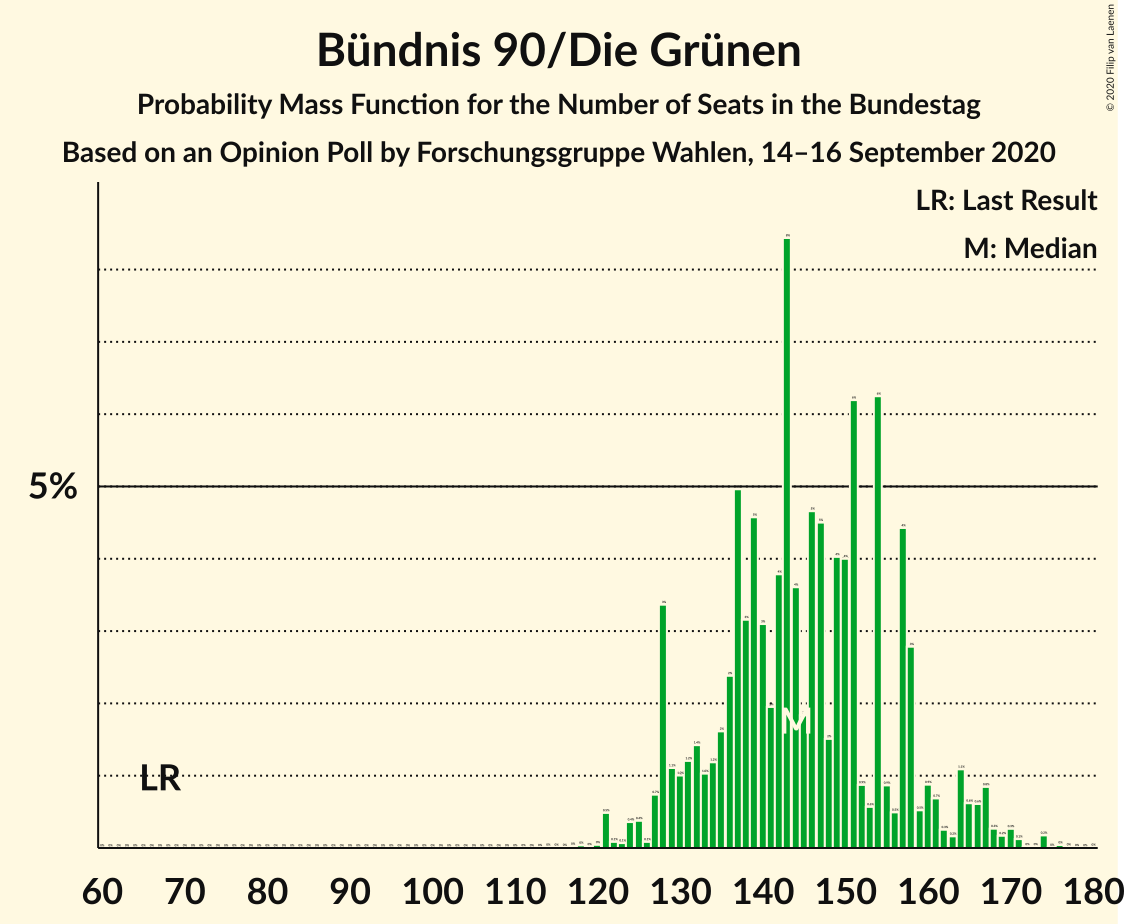 Bündnis 90/Die Grünen
Probability Mass Function for the Number of Seats in the Bundestag
Based on an Opinion Poll by Forschungsgruppe Wahlen, 14–16 September 2020
© 2020 Filip van Laenen
LR: Last Result
M: Median
5%
M
LR
60 70 80 90 100 110 120 130 140 150 160 170 180